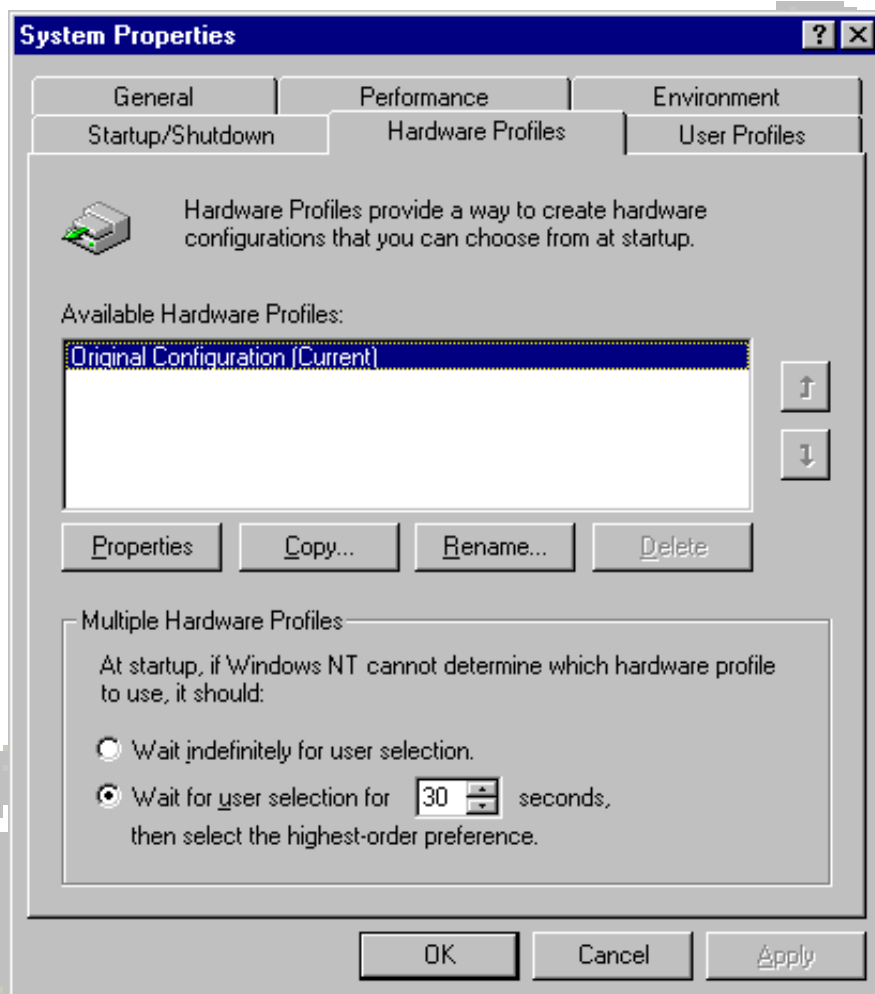 System Properties
General Performance Environment
Startup/Shutdown Hardware Profiles User Profiles
Hardware Profiles provide a way to create hardware
configurations that you can choose from at startup.
Available Hardware Profiles:
Original Configuration (Current)
Properties Copy... Rename... Delete
Multiple Hardware Profiles
At startup, if Windows NT cannot determine which hardware profile
to use, it should:
Wait indefinitely for user selection.
Wait for user selection for 30 seconds,
then select the highest-order preference.
OK Cancel Apply